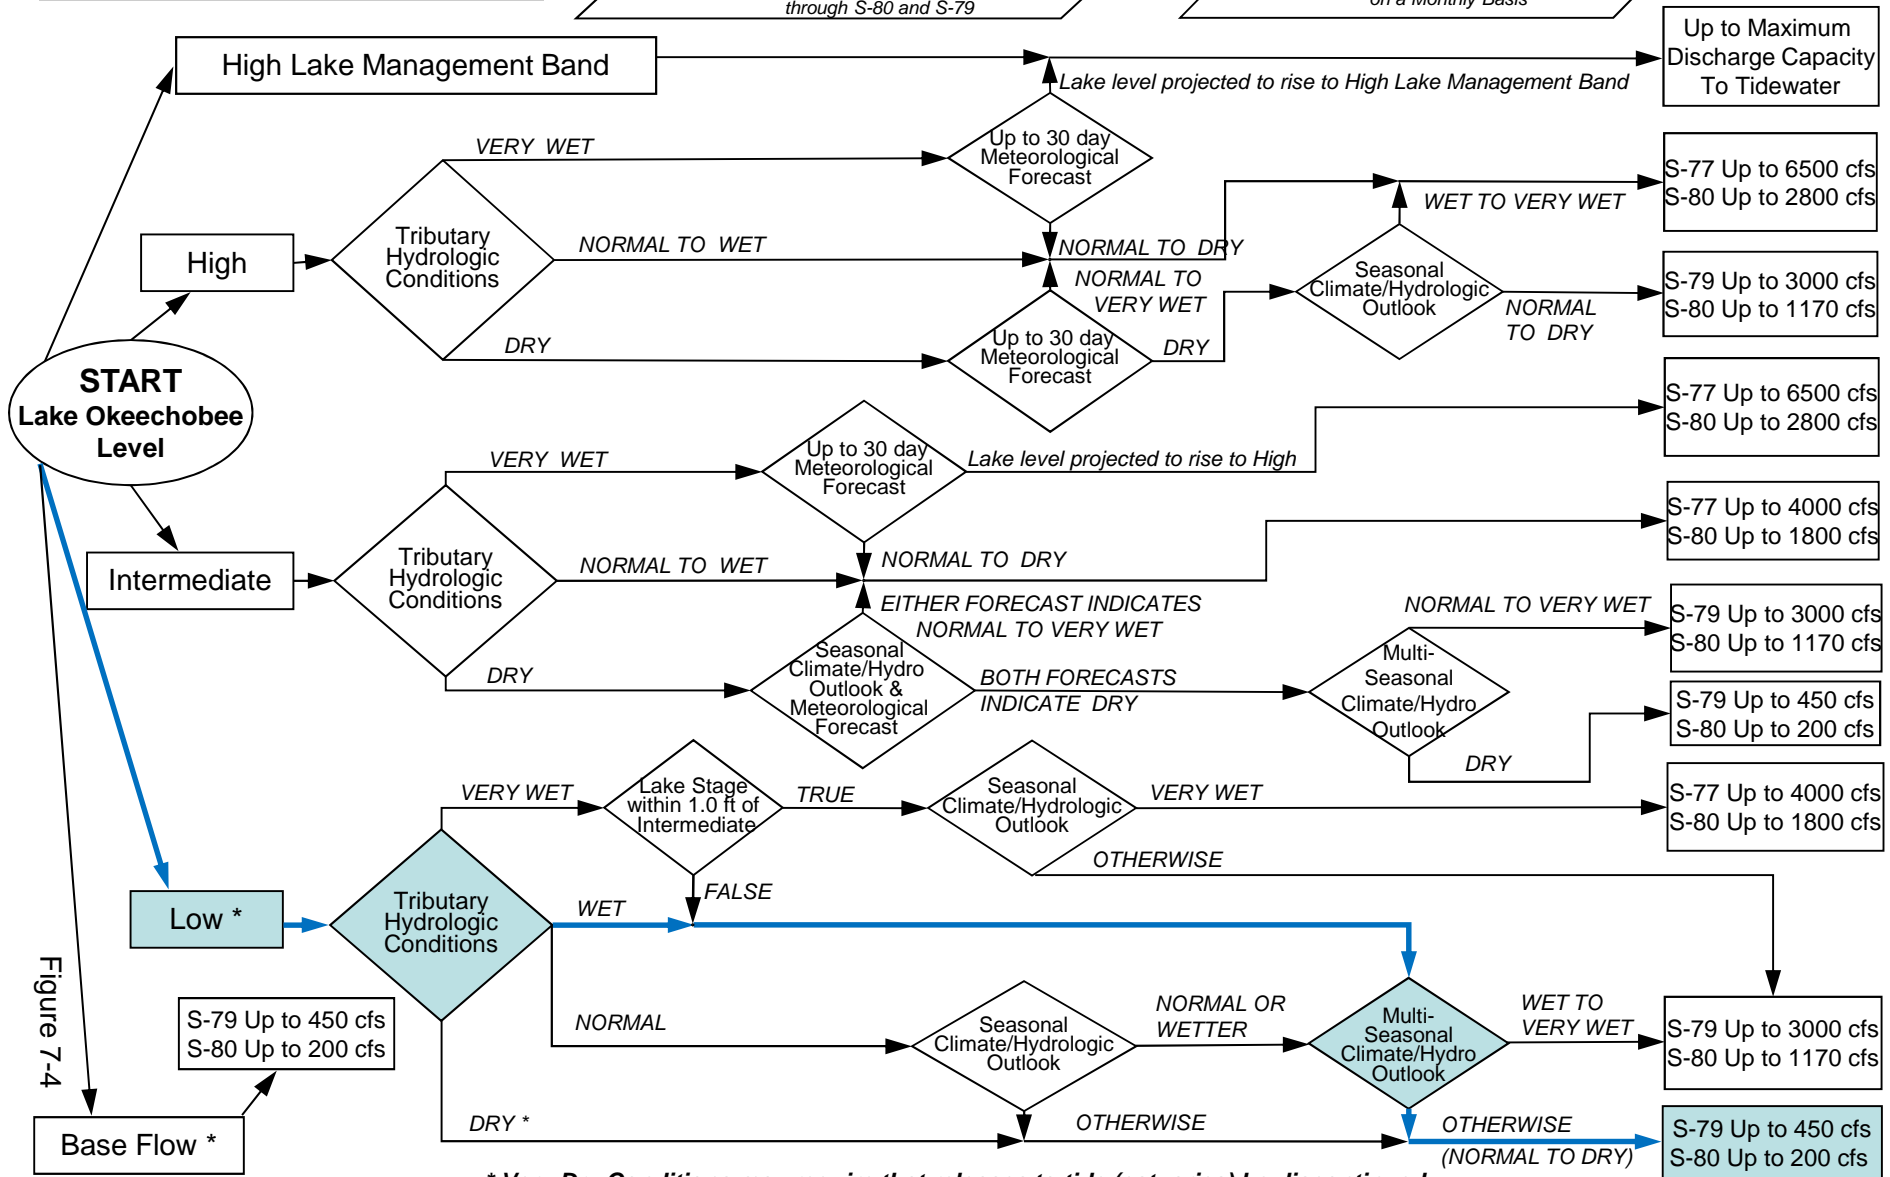 through S-80 and S-79
on a Monthly Basis
High Lake Management Band
Lake level projected to rise to High Lake Management Band
Up to Maximum
Discharge Capacity
To Tidewater
VERY WET
Up to 30 day
Meteorological
Forecast
S-77 Up to 6500 cfs
S-80 Up to 2800 cfs
WET TO VERY WET
High
Tributary
Hydrologic
Conditions
NORMAL TO WET
NORMAL TO DRY
NORMAL TO
VERY WET
Seasonal
Climate/Hydrologic
Outlook
NORMAL
TO DRY
S-79 Up to 3000 cfs
S-80 Up to 1170 cfs
DRY
Up to 30 day
Meteorological
Forecast
DRY
START
Lake Okeechobee
Level
S-77 Up to 6500 cfs
S-80 Up to 2800 cfs
VERY WET
Up to 30 day
Meteorological
Forecast
Lake level projected to rise to High
S-77 Up to 4000 cfs
S-80 Up to 1800 cfs
Intermediate
Tributary
Hydrologic
Conditions
NORMAL TO WET
NORMAL TO DRY
EITHER FORECAST INDICATES
NORMAL TO VERY WET
NORMAL TO VERY WET
S-79 Up to 3000 cfs
S-80 Up to 1170 cfs
DRY
Seasonal
Climate/Hydro
Outlook &
Meteorological
Forecast
BOTH FORECASTS
INDICATE DRY
Multi-
Seasonal
Climate/Hydro
Outlook
DRY
S-79 Up to 450 cfs
S-80 Up to 200 cfs
VERY WET
Lake Stage
within 1.0 ft of
Intermediate
TRUE
Seasonal
Climate/Hydrologic
Outlook
VERY WET
S-77 Up to 4000 cfs
S-80 Up to 1800 cfs
OTHERWISE
FALSE
Low *
Tributary
Hydrologic
Conditions
WET
NORMAL
Seasonal
Climate/Hydrologic
Outlook
NORMAL OR
WETTER
Multi-
Seasonal
Climate/Hydro
Outlook
WET TO
VERY WET
S-79 Up to 3000 cfs
S-80 Up to 1170 cfs
Figure 7-4
S-79 Up to 450 cfs
S-80 Up to 200 cfs
Base Flow *
DRY *
OTHERWISE
OTHERWISE
(NORMAL TO DRY)
S-79 Up to 450 cfs
S-80 Up to 200 cfs